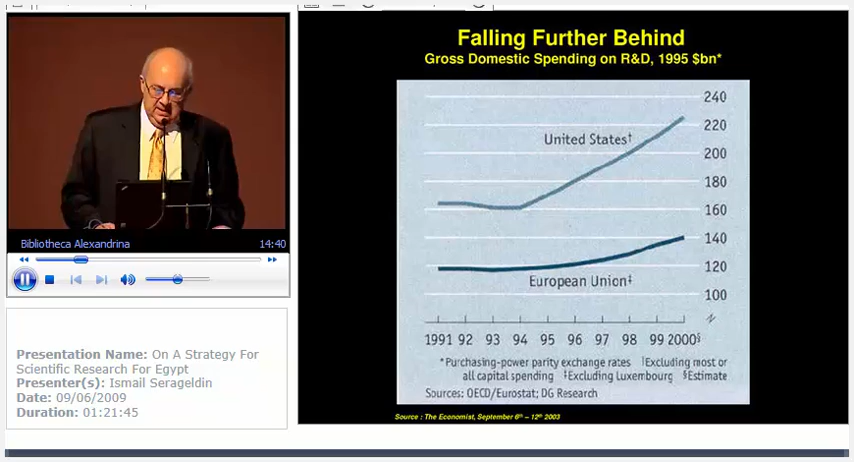 Bibliotheca Alexandrina 14:40
Presentation Name: On A Strategy For
Scientific Research For Egypt
Presenter(s): Ismail Serageldin
Date: 09/06/2009
Duration: 01:21:45
Falling Further Behind
Gross Domestic Spending on R&D, 1995 $bn*
240
United States†
220
200
180
160
140
120
European Union‡
100
1991 92 93 94 95 96 97 98 99 2000§
*Purchasing-power parity exchange rates †Excluding most or
all capital spending ‡Excluding Luxembourg §Estimate
Sources: OECD/Eurostat; DG Research
Source : The Economist, September 6th – 12th 2003